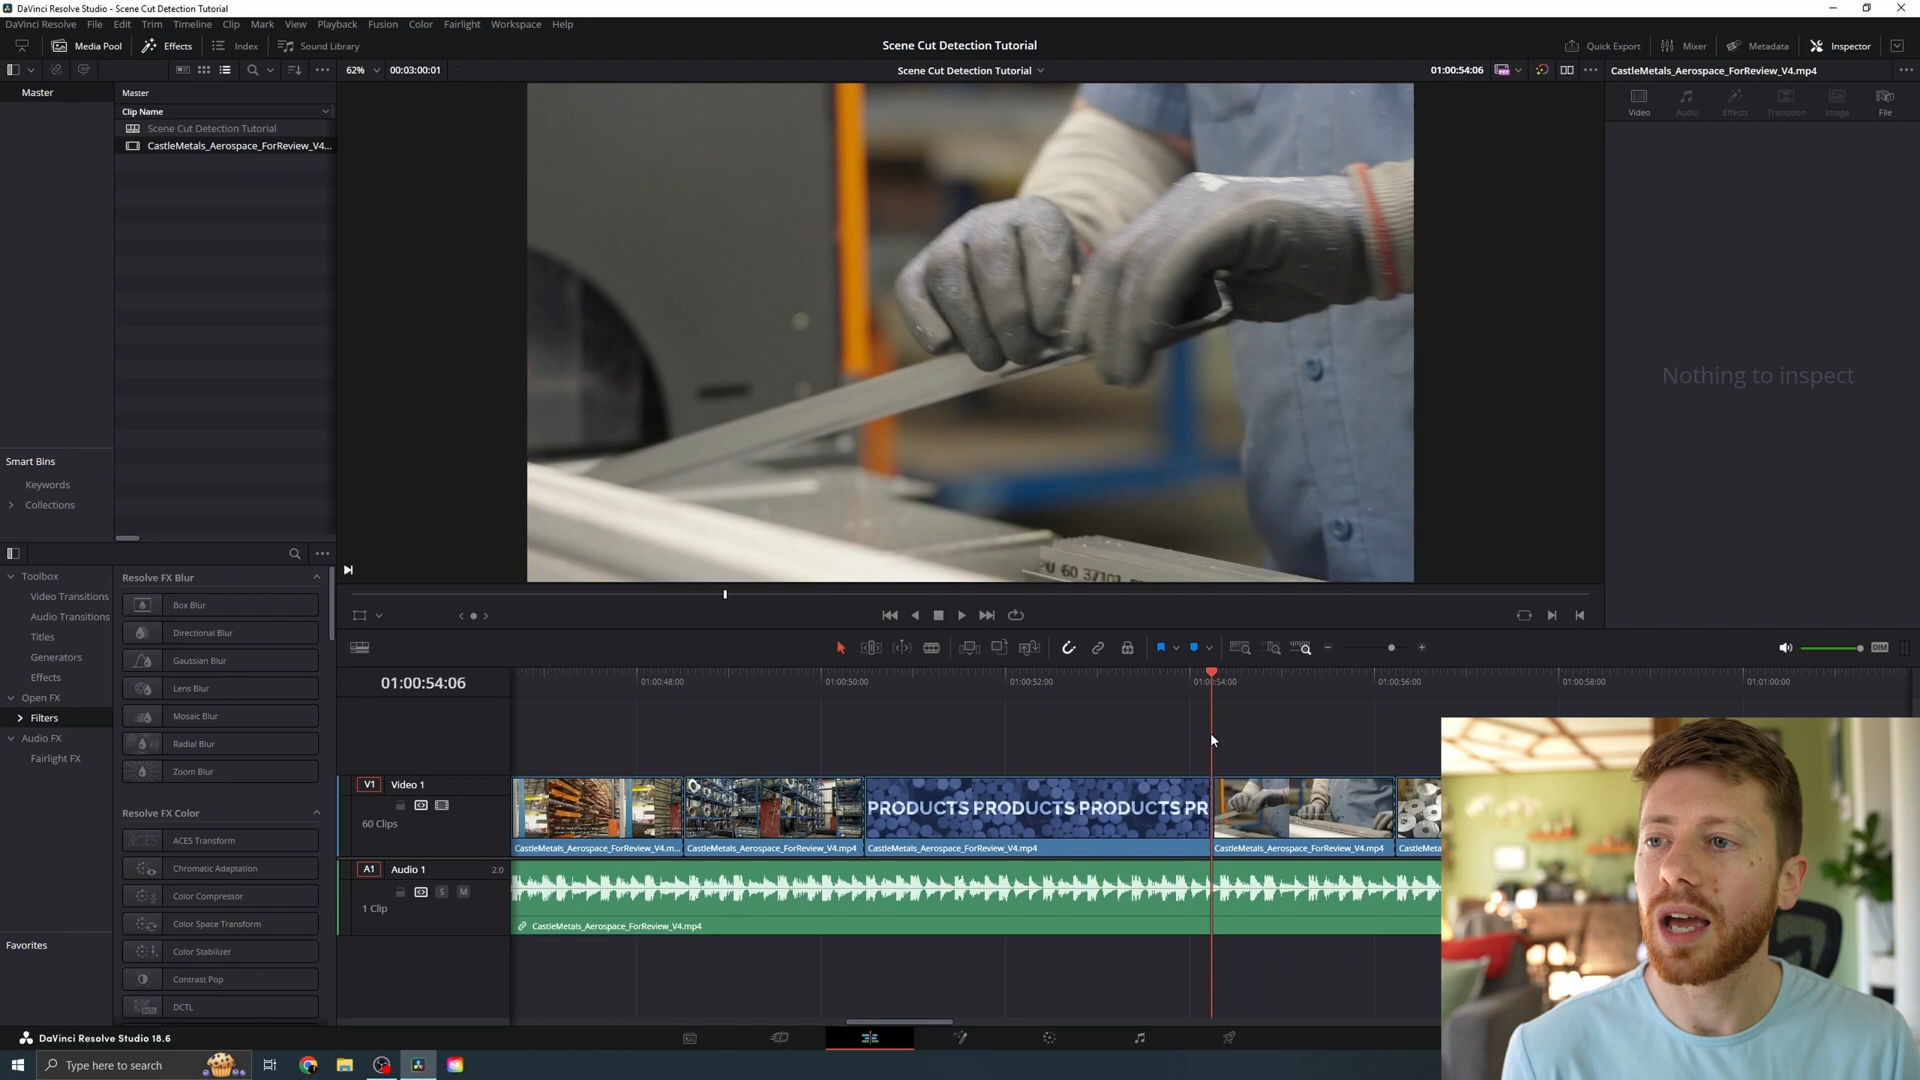 DaVinci Resolve Studio - Scene Cut Detection Tutorial
DaVinci Resolve File Edit Trim Timeline Clip Mark View Playback Fusion Color Fairlight Workspace Help
Media Pool Effects Index Sound Library
Scene Cut Detection Tutorial
Quick Export Mixer Metadata Inspector
62% 00:03:00:01
Scene Cut Detection Tutorial
01:00:54:06
CastleMetals_Aerospace_ForReview_V4.mp4
Master
Master
Clip Name
Scene Cut Detection Tutorial
CastleMetals_Aerospace_ForReview_V4...
Video Audio Effects Transition Image File
Nothing to inspect
Smart Bins
Keywords
Collections
Toolbox
Video Transitions
Audio Transitions
Titles
Generators
Effects
Open FX
Filters
Audio FX
Fairlight FX
Favorites
Resolve FX Blur
Box Blur
Directional Blur
Gaussian Blur
Lens Blur
Mosaic Blur
Radial Blur
Zoom Blur
Resolve FX Color
ACES Transform
Chromatic Adaptation
Color Compressor
Color Space Transform
Color Stabilizer
Contrast Pop
DCTL
DIM
01:00:54:06
01:00:48:00 01:00:50:00 01:00:52:00 01:00:54:00 01:00:56:00 01:00:58:00 01:01:00:00
V1 Video 1
60 Clips
PRODUCTS PRODUCTS PRODUCTS PR
CastleMetals_Aerospace_ForReview_V4.m... CastleMetals_Aerospace_ForReview_V4.mp4 CastleMetals_Aerospace_ForReview_V4.mp4 CastleMetals_Aerospace_ForReview_V4.mp4 CastleMeta
A1 Audio 1 2.0
S M
1 Clip
CastleMetals_Aerospace_ForReview_V4.mp4
DaVinci Resolve Studio 18.6
Type here to search